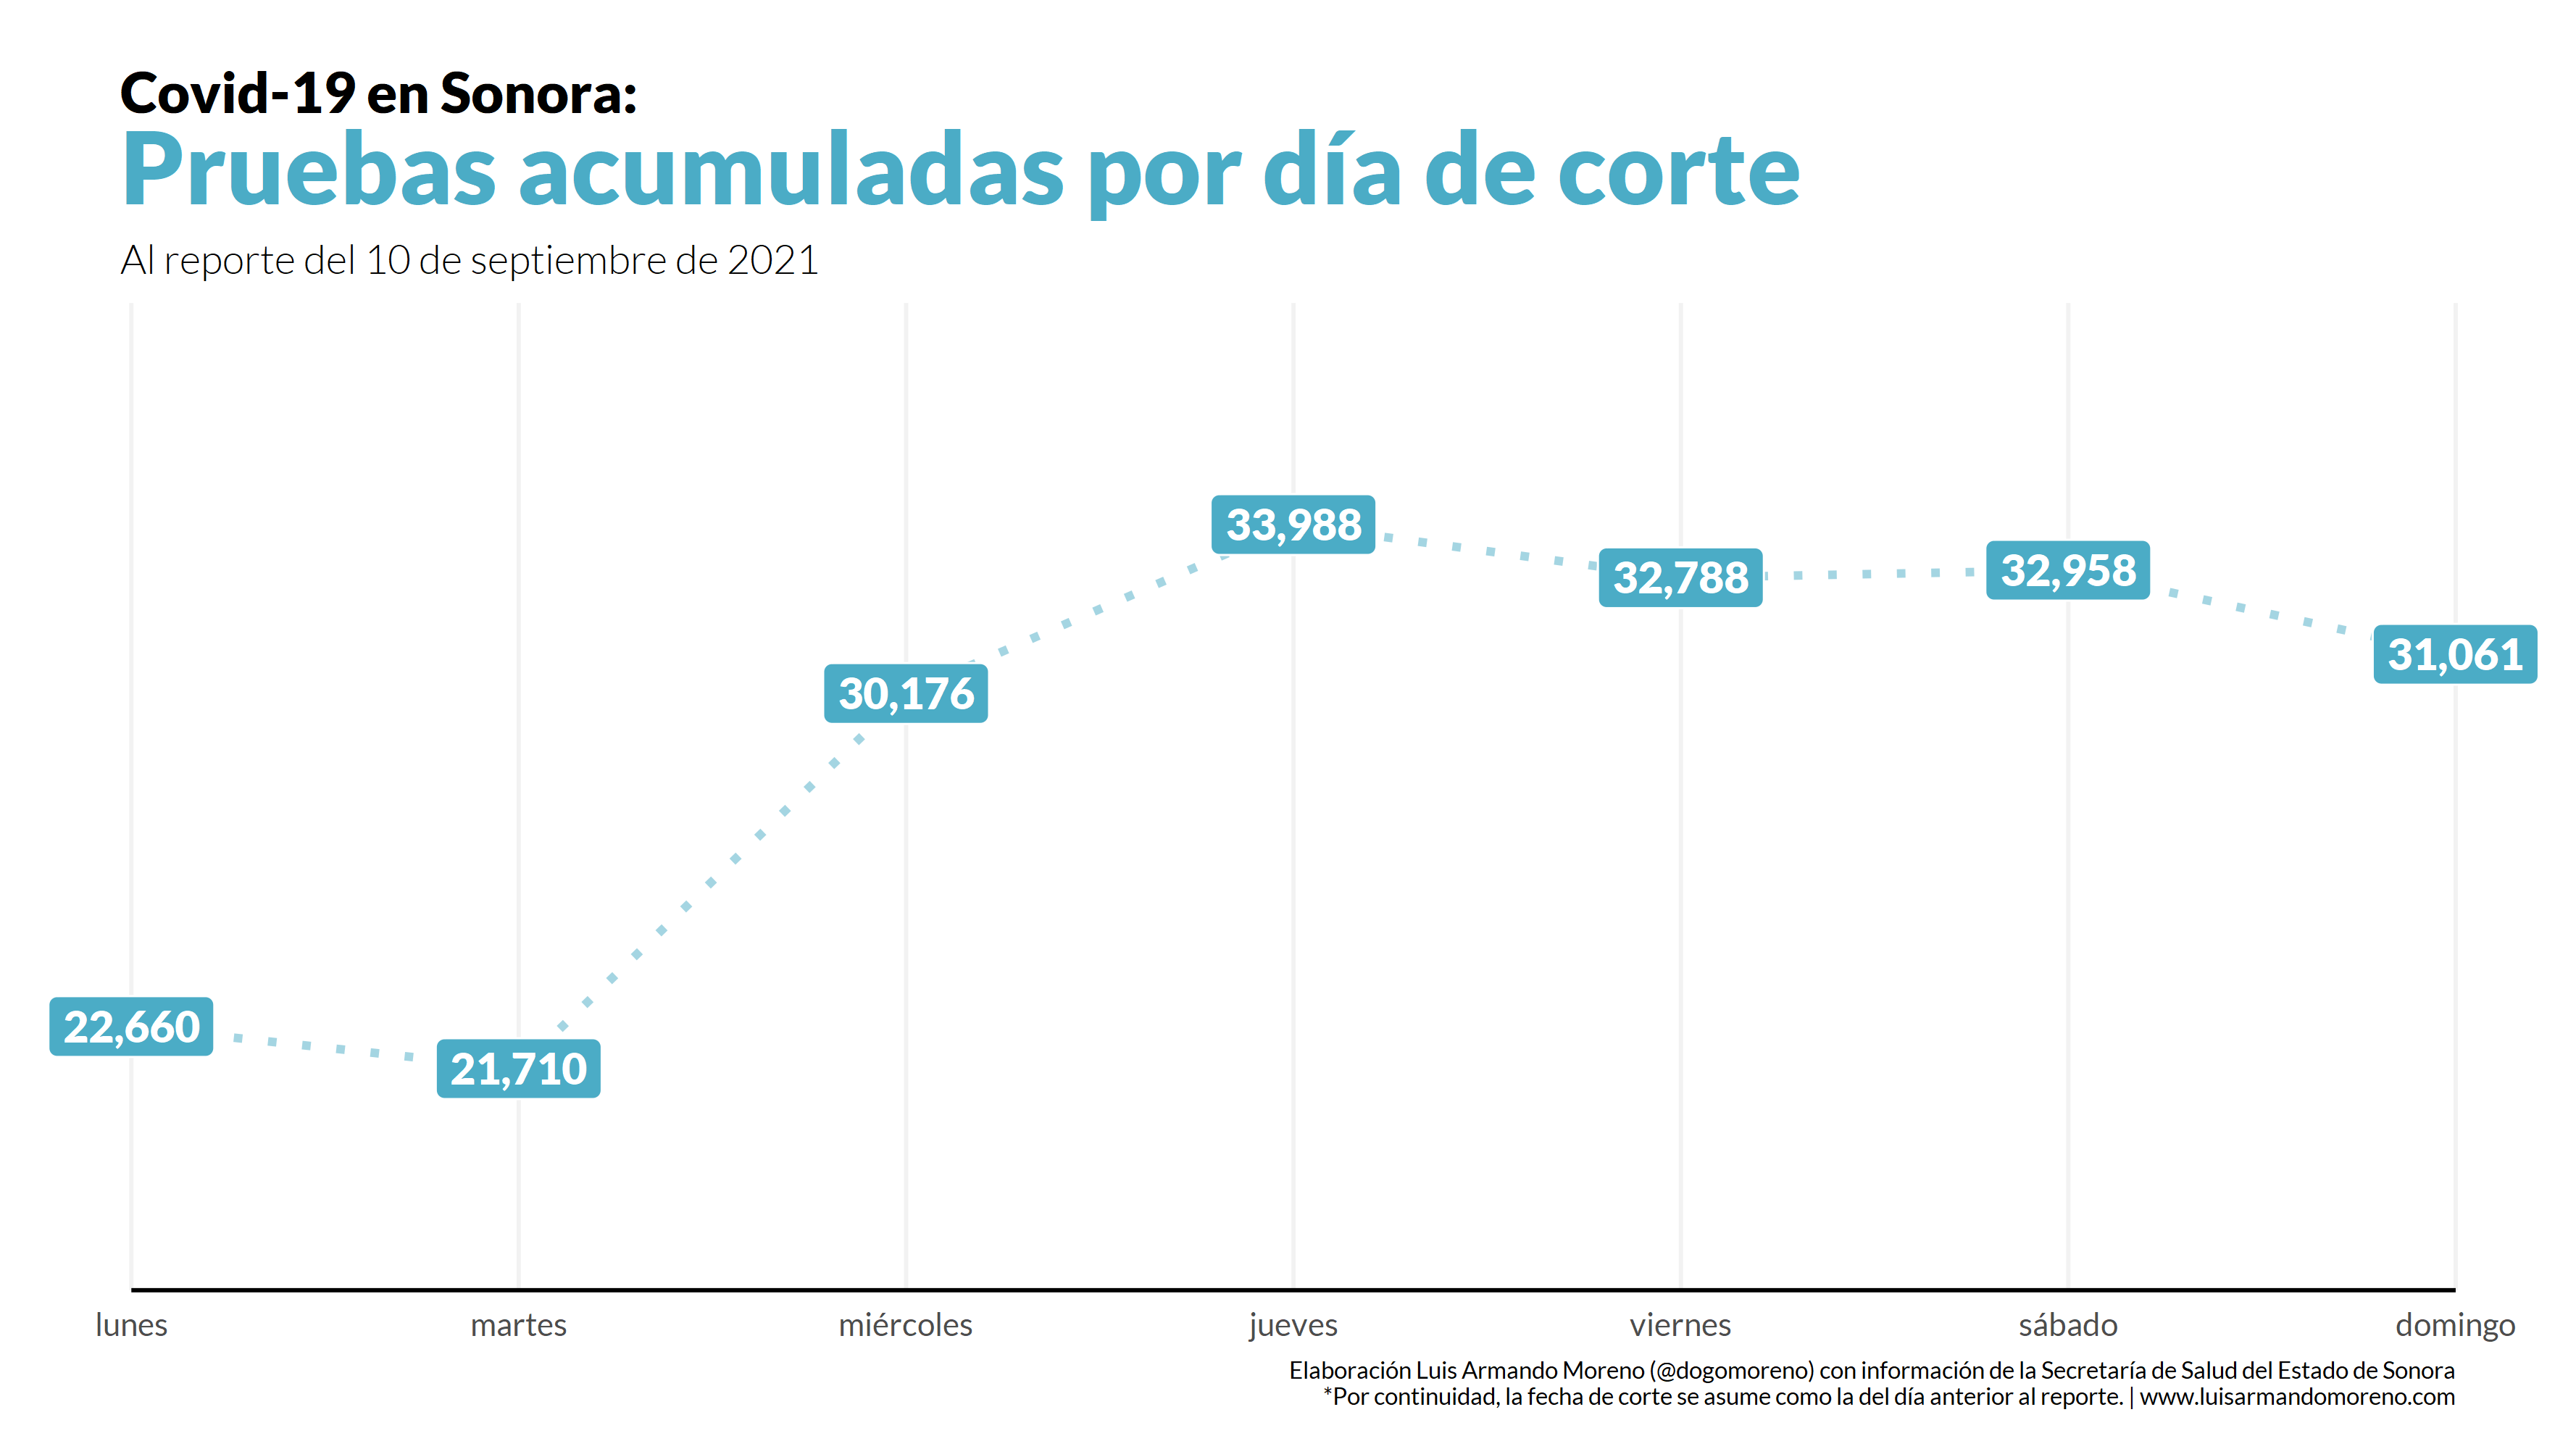 Covid-19 en Sonora:
Pruebas acumuladas por día de corte
Al reporte del 10 de septiembre de 2021
33,988
32,788
32,958
31,061
30,176
22,660
21,710
lunes martes miércoles jueves viernes sábado domingo
Elaboración Luis Armando Moreno (@dogomoreno) con información de la Secretaría de Salud del Estado de Sonora
*Por continuidad, la fecha de corte se asume como la del día anterior al reporte. | www.luisarmandomoreno.com